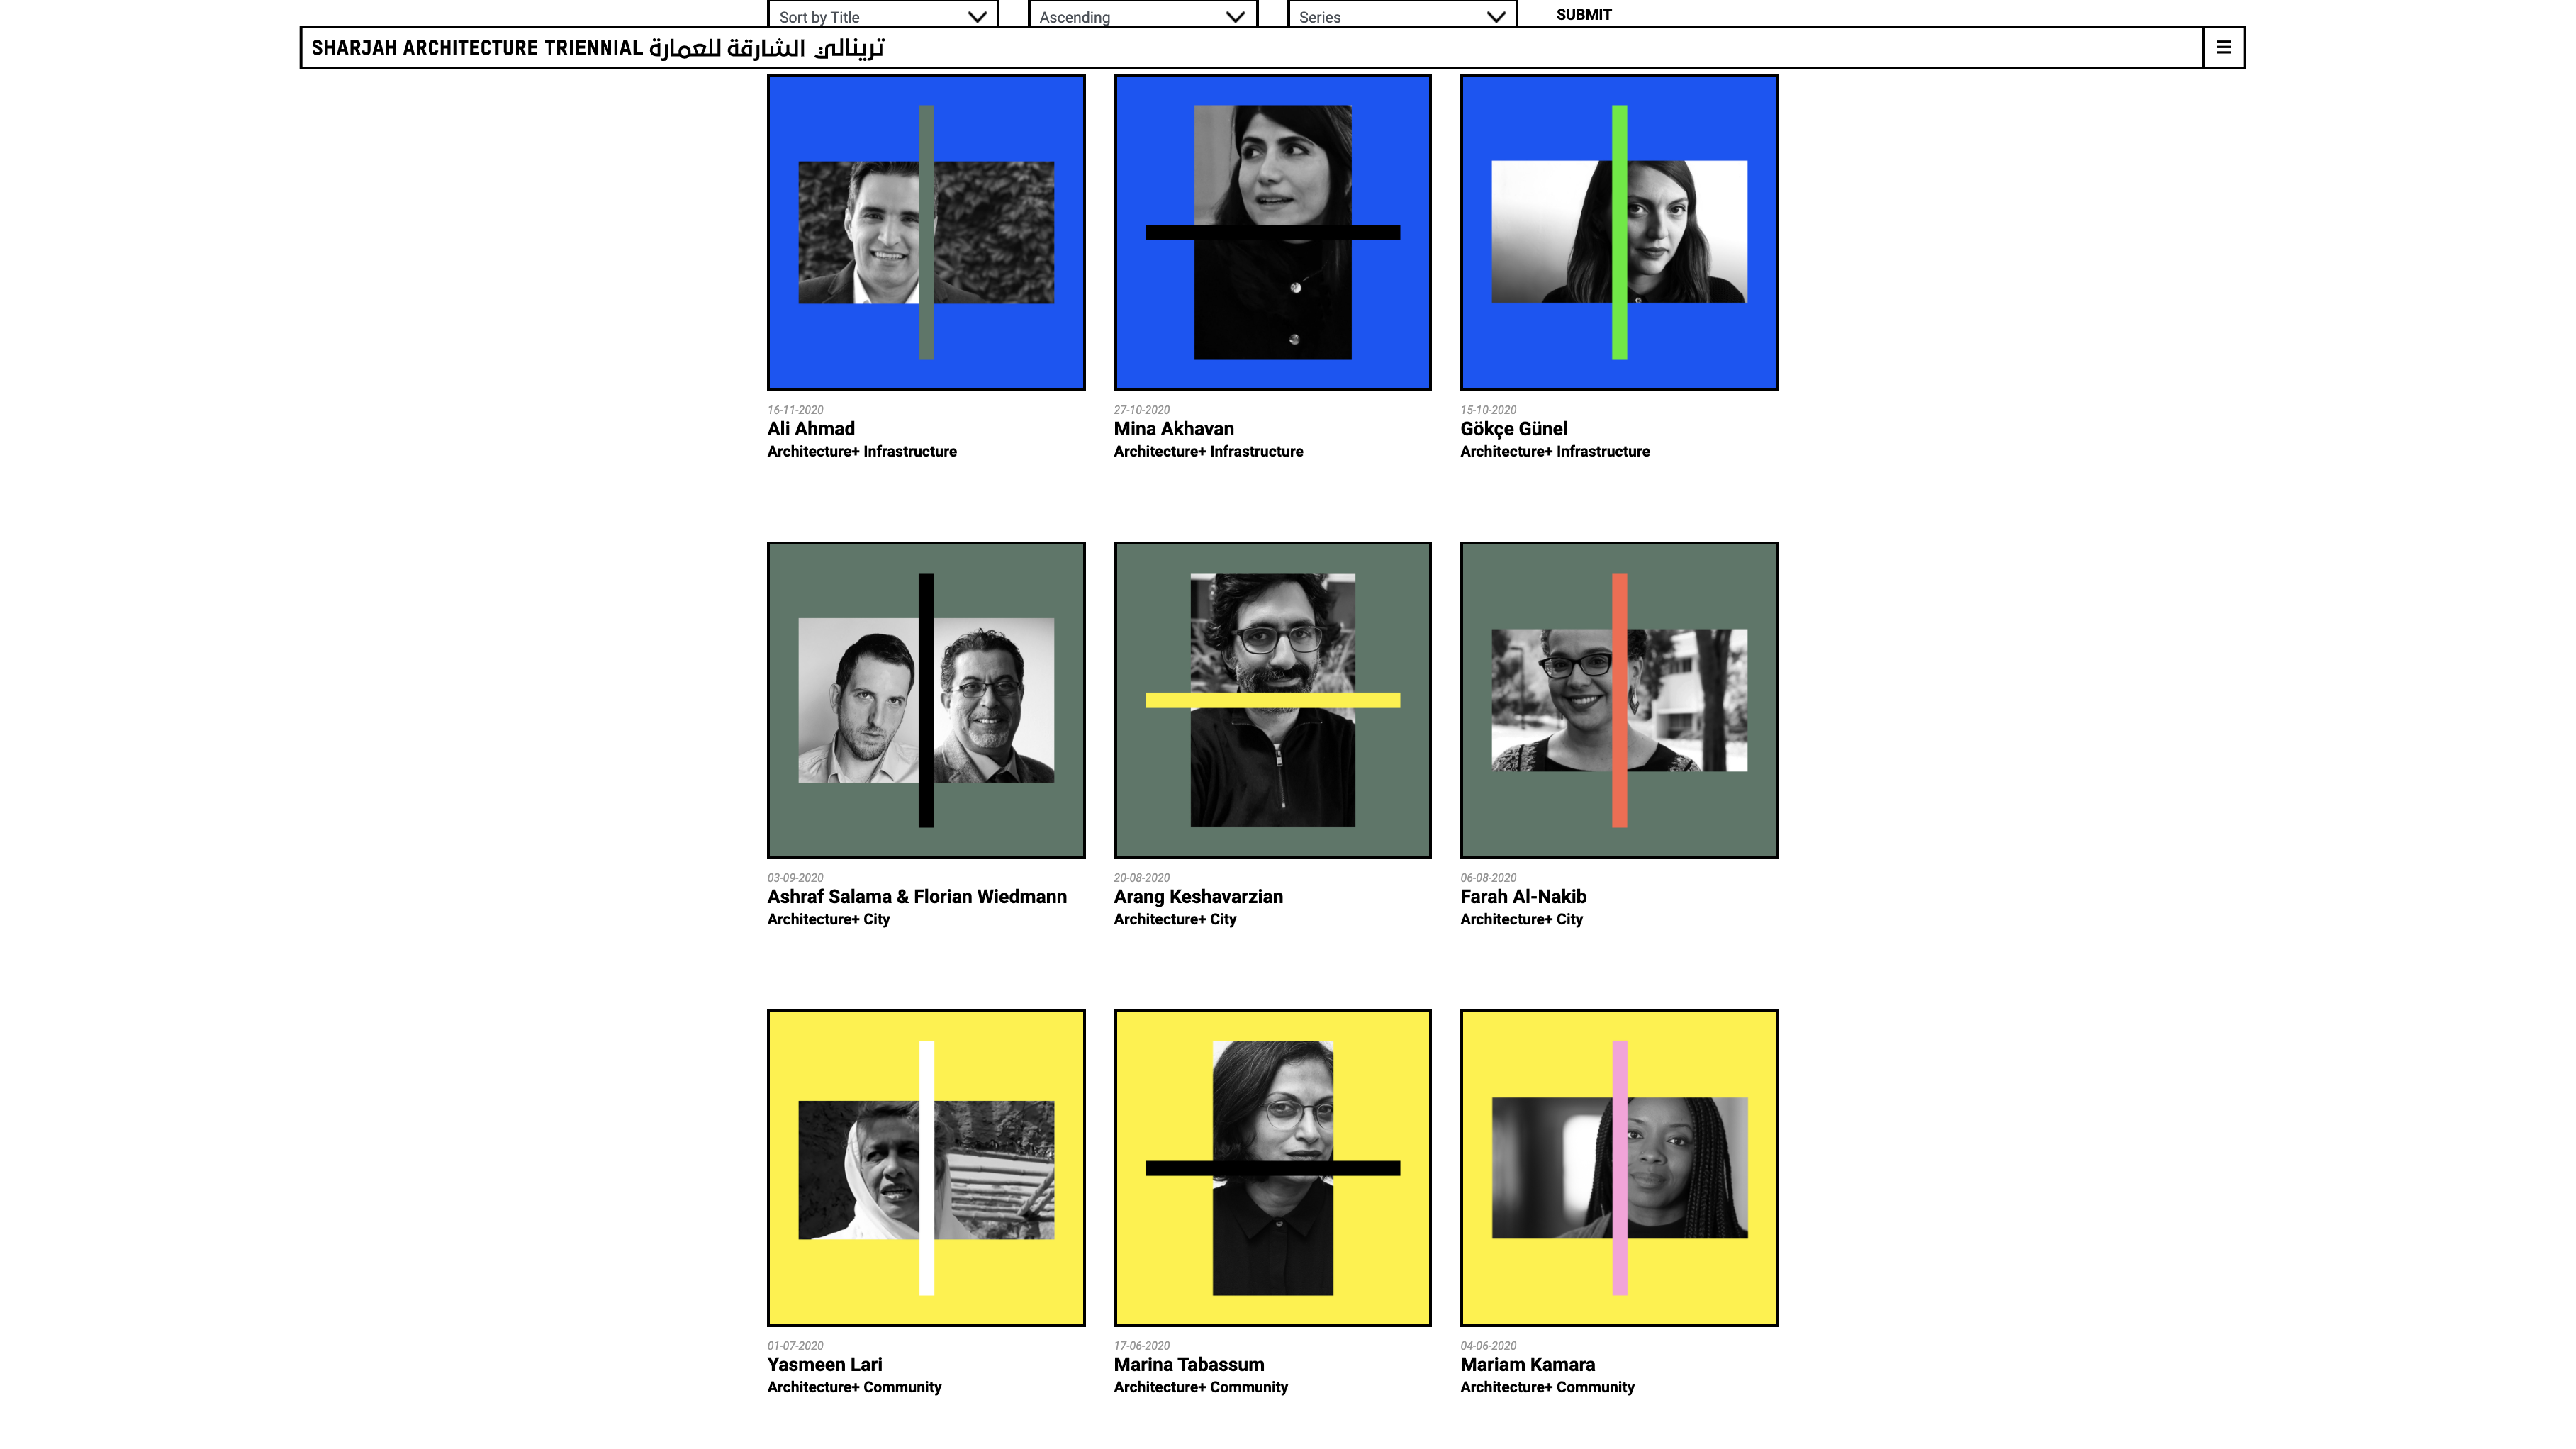 Sort by Title
Ascending
Series
SUBMIT
SHARJAH ARCHITECTURE TRIENNIAL ترينالي الشارقة للعمارة
16-11-2020
Ali Ahmad
Architecture+ Infrastructure
27-10-2020
Mina Akhavan
Architecture+ Infrastructure
15-10-2020
Gökçe Günel
Architecture+ Infrastructure
03-09-2020
Ashraf Salama & Florian Wiedmann
Architecture+ City
20-08-2020
Arang Keshavarzian
Architecture+ City
06-08-2020
Farah Al-Nakib
Architecture+ City
01-07-2020
Yasmeen Lari
Architecture+ Community
17-06-2020
Marina Tabassum
Architecture+ Community
04-06-2020
Mariam Kamara
Architecture+ Community